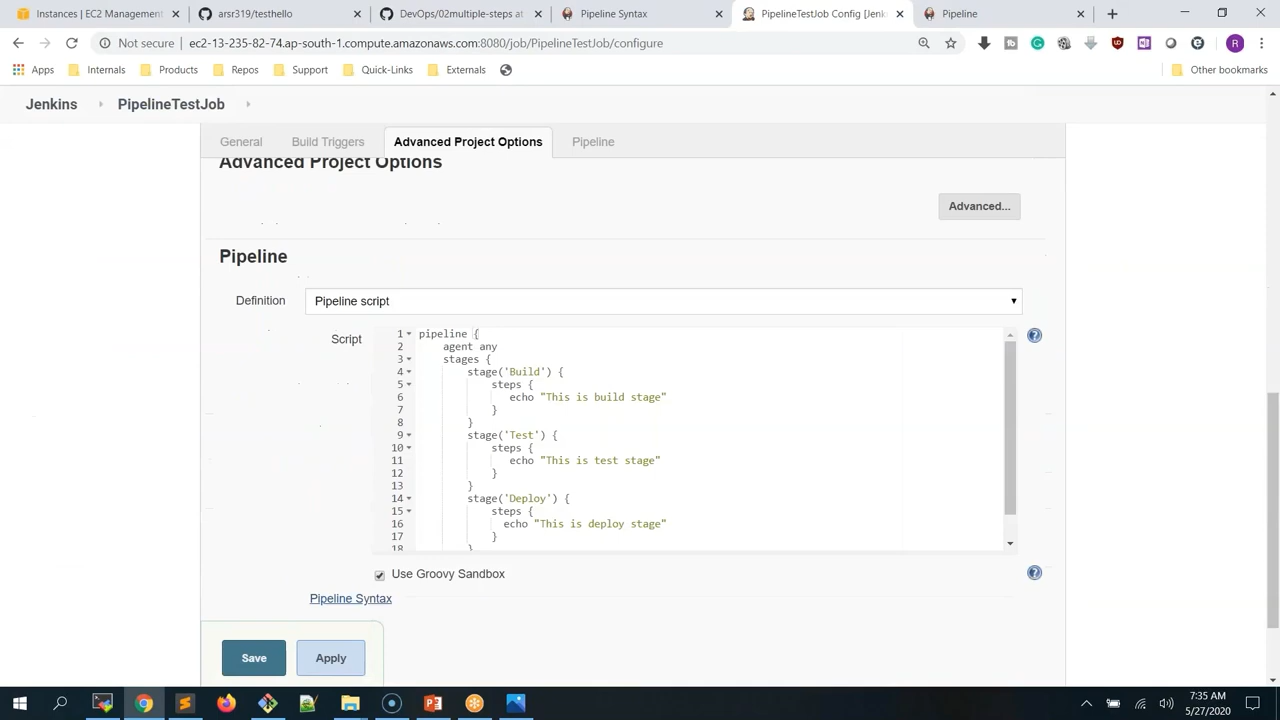 Instances | EC2 Management
arsr319/testhello
DevOps/02multiple-steps at
Pipeline Syntax
PipelineTestJob Config [Jenk
Pipeline
Not secure | ec2-13-235-82-74.ap-south-1.compute.amazonaws.com:8080/job/PipelineTestJob/configure
R
Apps
Internals
Products
Repos
Support
Quick-Links
Externals
Other bookmarks
Jenkins
PipelineTestJob
General
Build Triggers
Advanced Project Options
Pipeline
Advanced Project Options
Advanced...
Pipeline
Definition
Pipeline script
Script
1 pipeline {
2 agent any
3 stages {
4 stage('Build') {
5 steps {
6 echo "This is build stage"
7 }
8 }
9 stage('Test') {
10 steps {
11 echo "This is test stage"
12 }
13 }
14 stage('Deploy') {
15 steps {
16 echo "This is deploy stage"
17 }
18 }
Use Groovy Sandbox
Pipeline Syntax
Save
Apply
7:35 AM
5/27/2020